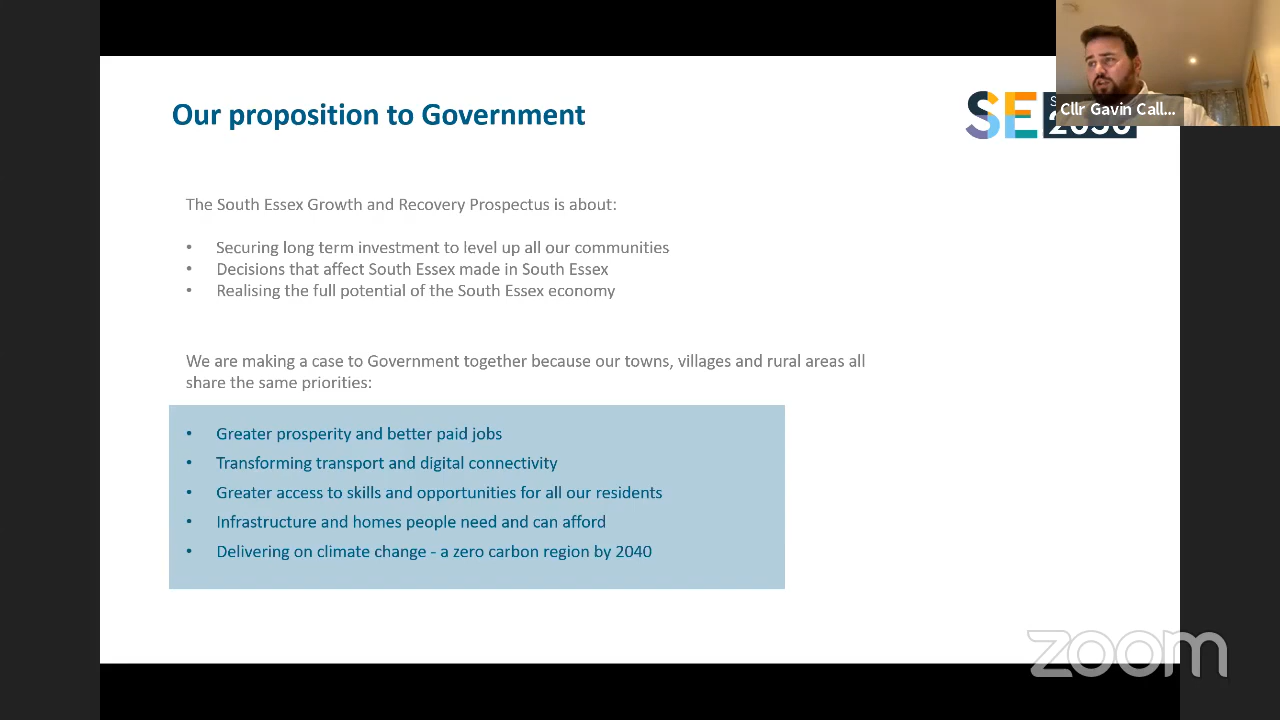 Our proposition to Government
SE
Cllr Gavin Call...
The South Essex Growth and Recovery Prospectus is about:
• Securing long term investment to level up all our communities
• Decisions that affect South Essex made in South Essex
• Realising the full potential of the South Essex economy
We are making a case to Government together because our towns, villages and rural areas all
share the same priorities:
• Greater prosperity and better paid jobs
• Transforming transport and digital connectivity
• Greater access to skills and opportunities for all our residents
• Infrastructure and homes people need and can afford
• Delivering on climate change - a zero carbon region by 2040
zoom